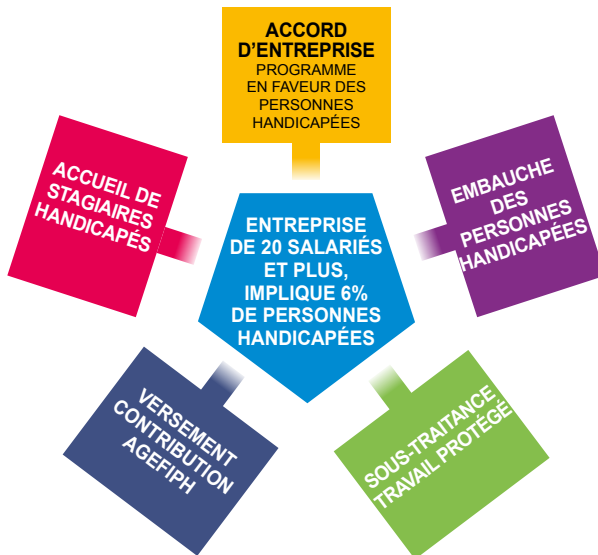 ACCORD
D'ENTREPRISE
PROGRAMME
EN FAVEUR DES
PERSONNES
HANDICAPÉES
ACCUEIL DE
STAGIAIRES
HANDICAPÉS
EMBAUCHE
DES
PERSONNES
HANDICAPÉES
ENTREPRISE
DE 20 SALARIÉS
ET PLUS,
IMPLIQUE 6%
DE PERSONNES
HANDICAPÉES
VERSEMENT
CONTRIBUTION
AGEFIPH
SOUS-TRAITANCE
TRAVAIL PROTÉGÉ